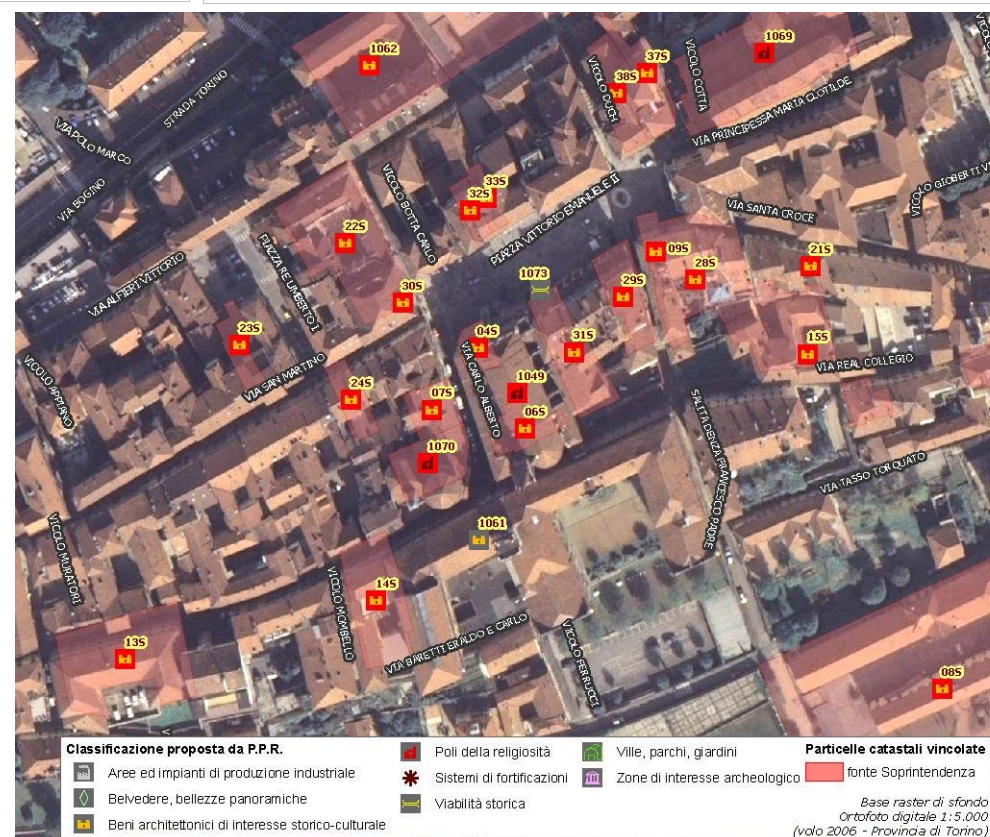 1062
1069
37S
38S
VICOLO DUCH
VICOLO COTTA
STRADA TORINO
VIA POLO MARCO
VIA PRINCIPESSA MARIA CLOTILDE
VIA BOGINO
VICOLO BOTTA CARLO
33S
32S
PIAZZA VITTORIO EMANUELE II
VICOLO GIOBERTI
VIA SANTA CROCE
22S
PIAZZA RE UMBERTO I
VIA ALFIERI VITTORIO
09S
28S
21S
1073
29S
30S
23S
04S
31S
15S
VIA REAL COLLEGIO
VICOLO APPIANO
VIA SAN MARTINO
VIA CARLO ALBERTO
24S
07S
1049
06S
SALITA DENZA FRANCESCO PADRE
1070
VIA TASSO TORQUATO
1061
VICOLO MURATORI
VICOLO MOMBELLO
14S
VIA BARETTI ERALDO E CARLO
VICOLO FERRUCCI
13S
08S
Classificazione proposta da P.P.R.
Aree ed impianti di produzione industriale
Belvedere, bellezze panoramiche
Beni architettonici di interesse storico-culturale
Poli della religiosità
Sistemi di fortificazioni
Viabilità storica
Ville, parchi, giardini
Zone di interesse archeologico
Particelle catastali vincolate
fonte Soprintendenza
Base raster di sfondo
Ortofoto digitale 1:5.000
(volo 2006 - Provincia di Torino)